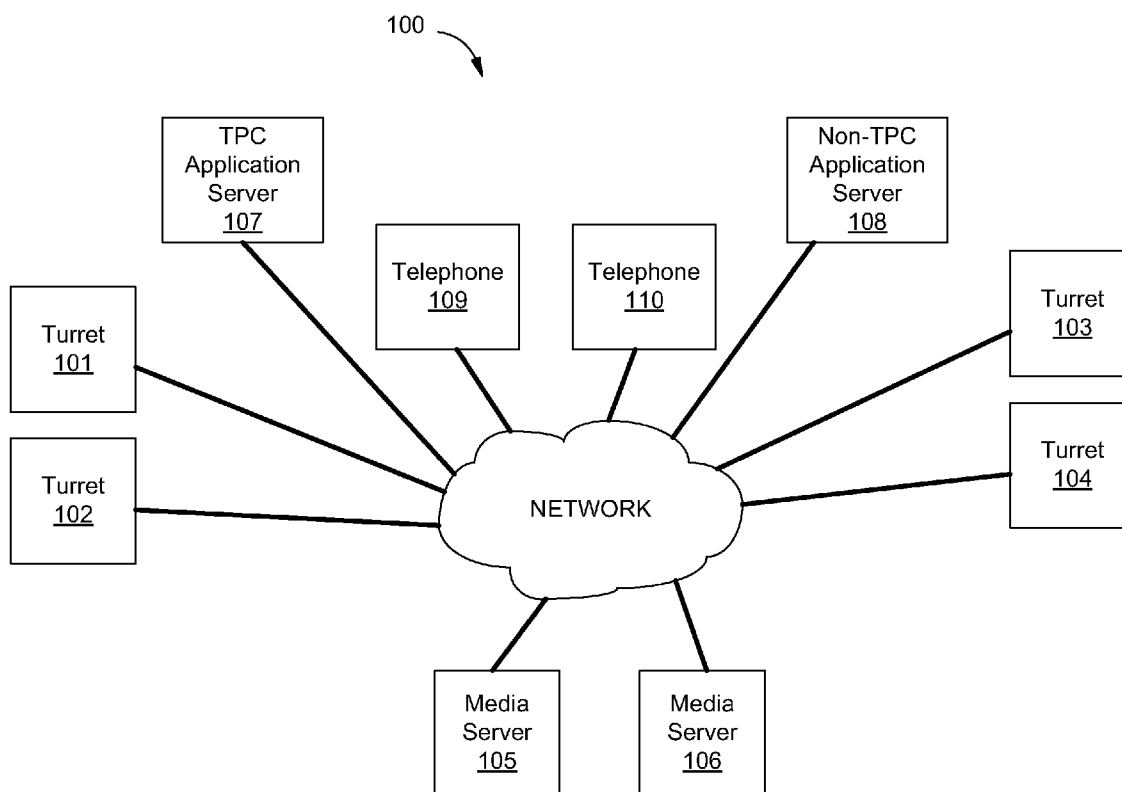 100
TPC
Application
Server
107
Non-TPC
Application
Server
108
Telephone
109
Telephone
110
Turret
101
Turret
103
Turret
102
Turret
104
NETWORK
Media
Server
105
Media
Server
106